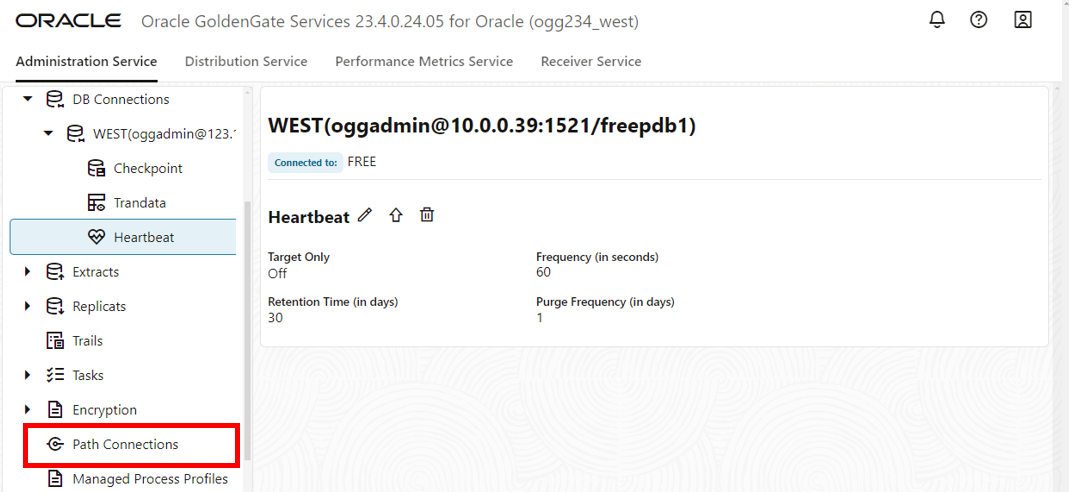 ORACLE Oracle GoldenGate Services 23.4.0.24.05 for Oracle (ogg234_west)
Administration Service Distribution Service Performance Metrics Service Receiver Service
DB Connections
WEST(oggadmin@123.1
Checkpoint
Trandata
Heartbeat
Extracts
Replicats
Trails
Tasks
Encryption
Path Connections
Managed Process Profiles
WEST(oggadmin@10.0.0.39:1521/freepdb1)
Connected to: FREE
Heartbeat
Target Only
Off
Frequency (in seconds)
60
Retention Time (in days)
30
Purge Frequency (in days)
1